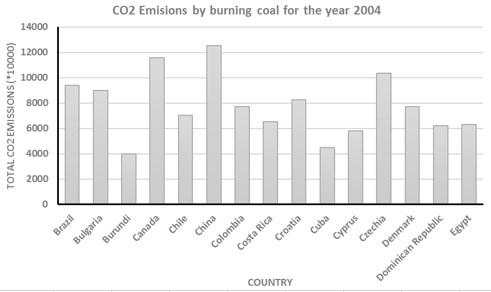 CO2 Emisions by burning coal for the year 2004
TOTAL CO2 EMISSIONS (*10000)
14000
12000
10000
8000
6000
4000
2000
0
Brazil
Bulgaria
Burundi
Canada
Chile
China
Colombia
Costa Rica
Croatia
Cuba
Cyprus
Czechia
Denmark
Dominican Republic
Egypt
COUNTRY